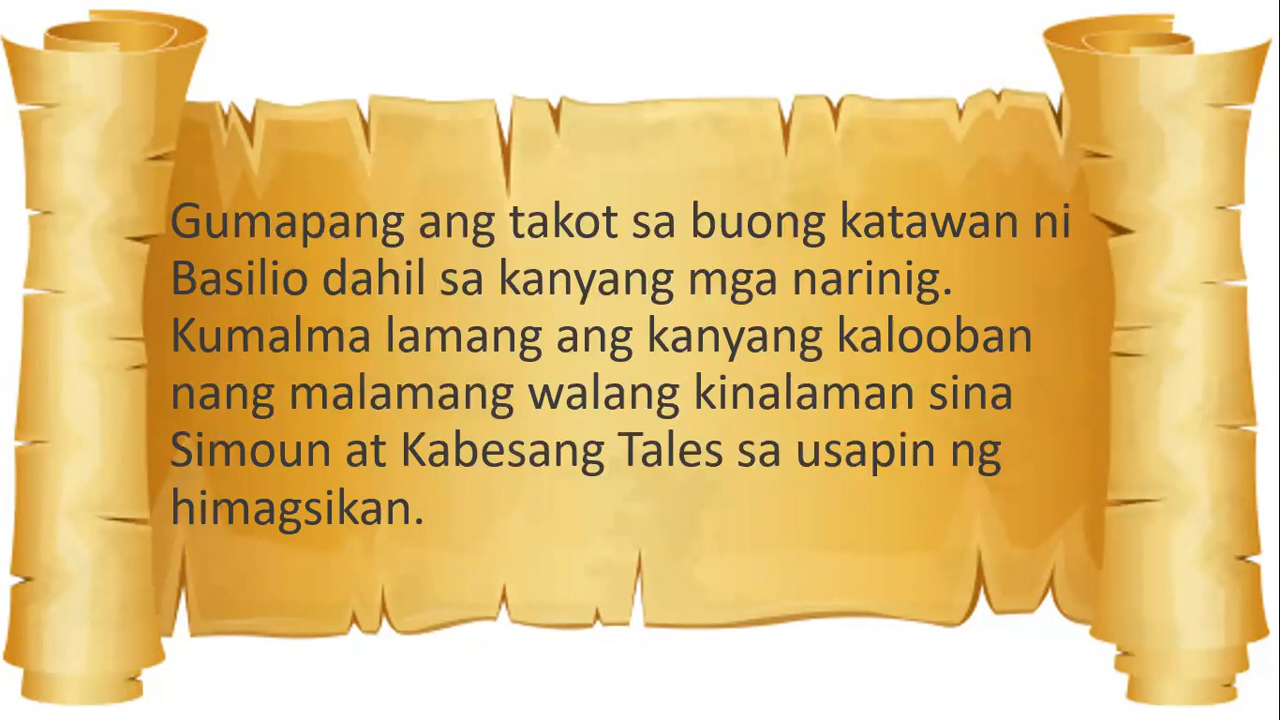 Gumapang ang takot sa buong katawan ni
Basilio dahil sa kanyang mga narinig.
Kumalma lamang ang kanyang kalooban
nang malamang walang kinalaman sina
Simoun at Kabesang Tales sa usapin ng
himagsikan.